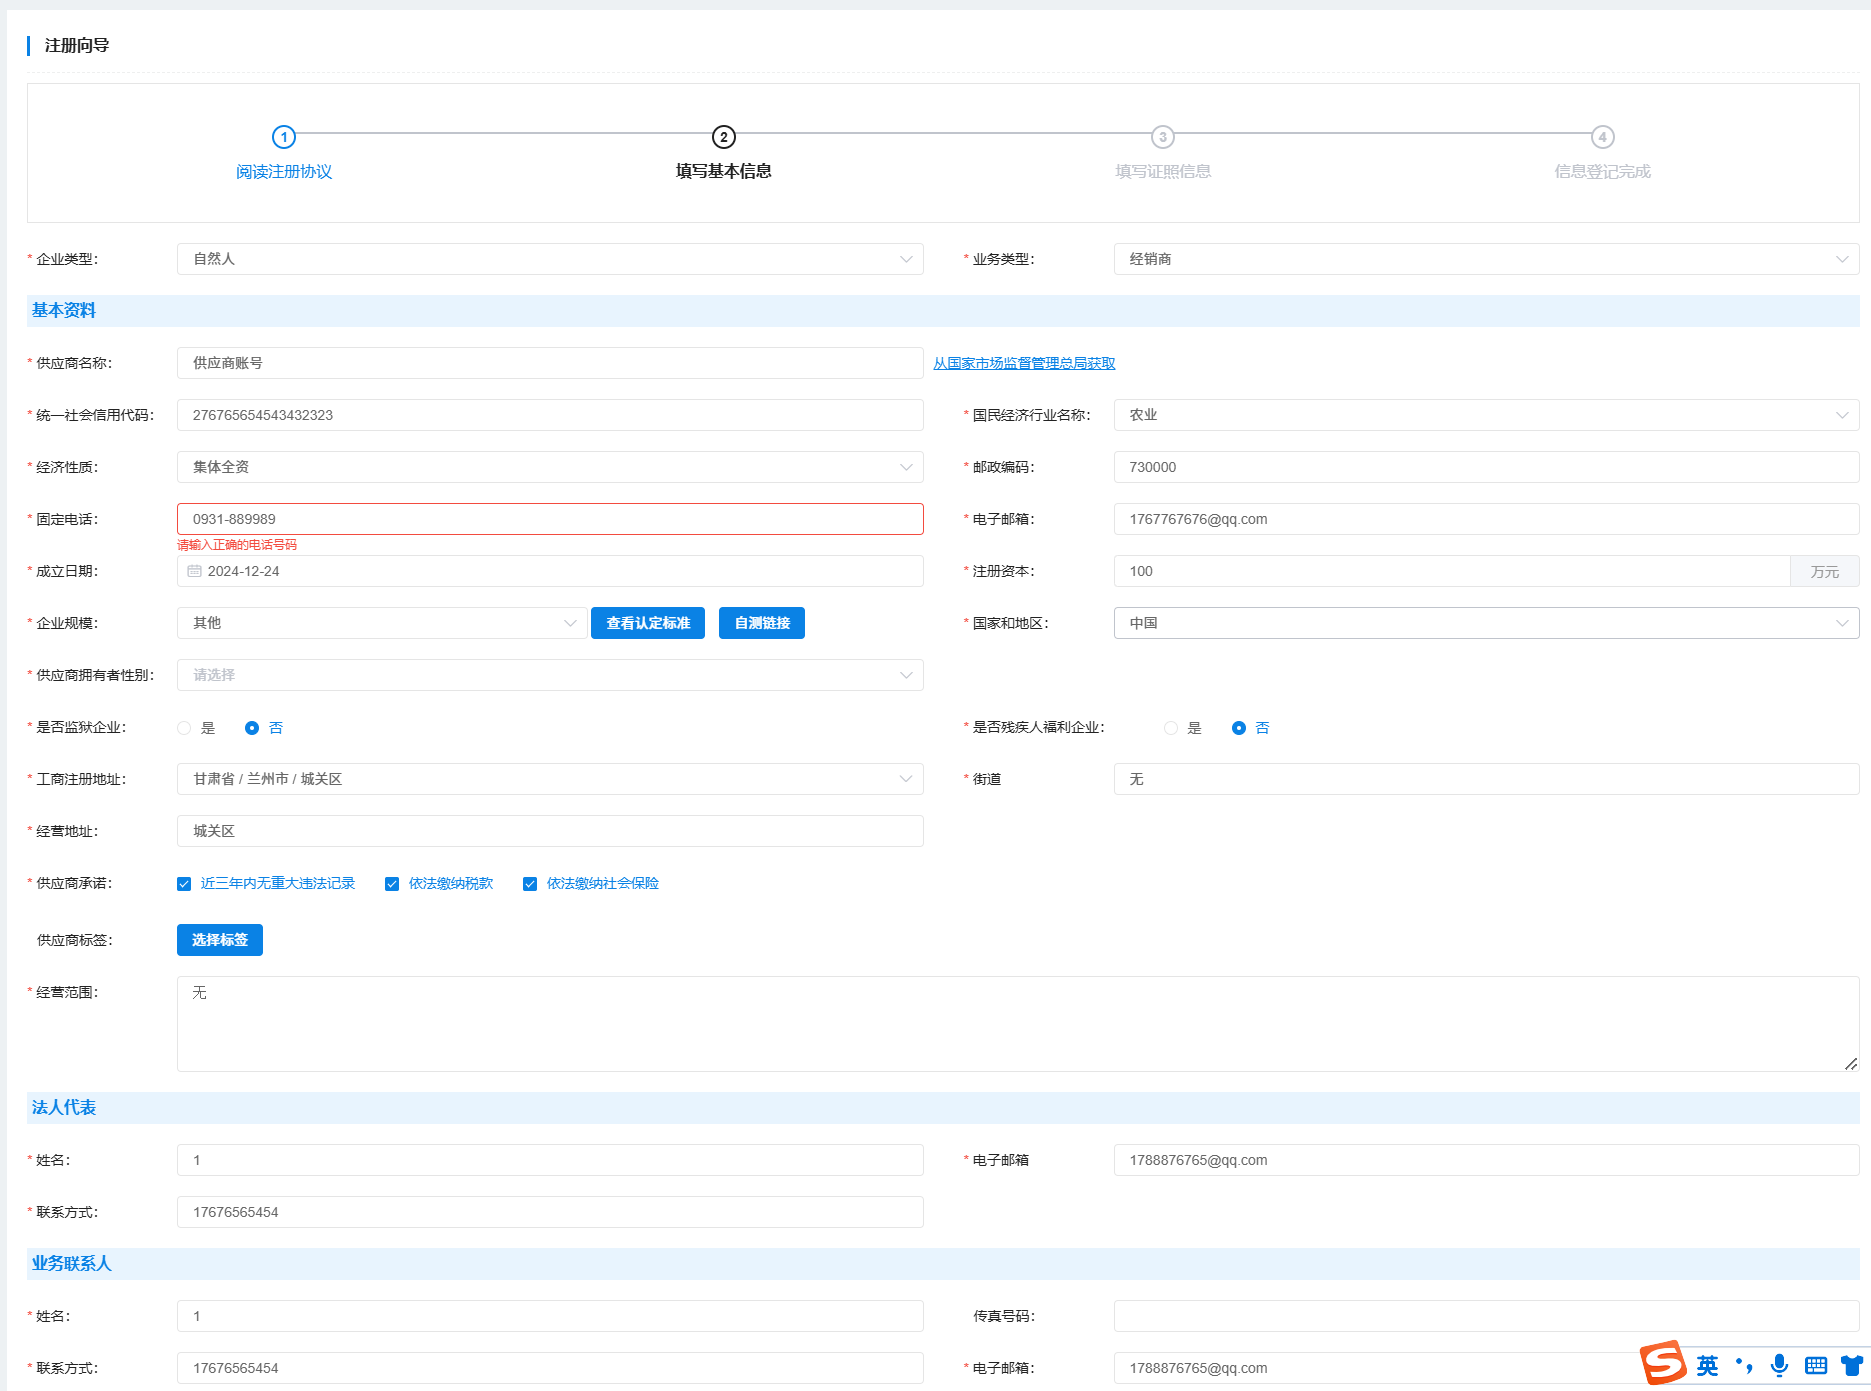 注册向导
1
2
3
4
阅读注册协议
填写基本信息
填写证照信息
信息登记完成
* 企业类型: 自然人
* 业务类型: 经销商
基本资料
* 供应商名称: 供应商账号 从国家市场监督管理总局获取
* 统一社会信用代码: 276765654543432323
* 国民经济行业名称: 农业
* 经济性质: 集体全资
* 邮政编码: 730000
* 固定电话: 0931-889989
请输入正确的电话号码
* 电子邮箱: 1767767676@qq.com
* 成立日期: 2024-12-24
* 注册资本: 100 万元
* 企业规模: 其他 查看认定标准 自测链接
* 国家和地区: 中国
* 供应商拥有者性别: 请选择
* 是否监狱企业: 是 否
* 是否残疾人福利企业: 是 否
* 工商注册地址: 甘肃省 / 兰州市 / 城关区
* 街道 无
* 经营地址: 城关区
* 供应商承诺: 近三年内无重大违法记录 依法缴纳税款 依法缴纳社会保险
供应商标签: 选择标签
* 经营范围: 无
法人代表
* 姓名: 1
* 电子邮箱 1788876765@qq.com
* 联系方式: 17676565454
业务联系人
* 姓名: 1
传真号码:
* 联系方式: 17676565454
* 电子邮箱: 1788876765@qq.com
S 英